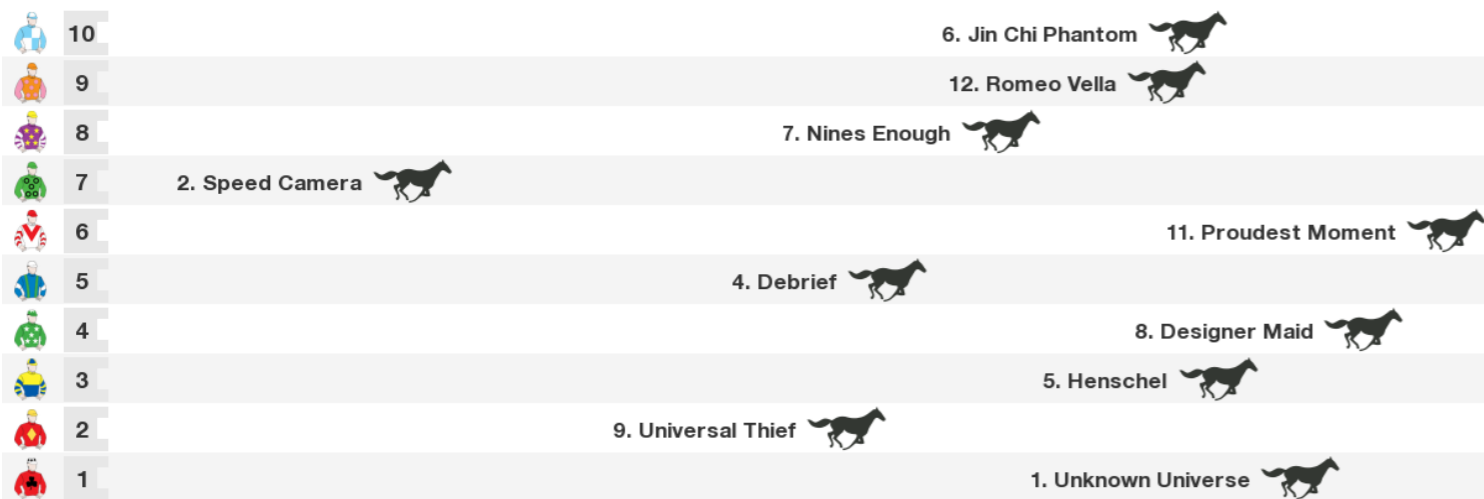 10 6. Jin Chi Phantom
9 12. Romeo Vella
8 7. Nines Enough
7 2. Speed Camera
6 11. Proudest Moment
5 4. Debrief
4 8. Designer Maid
3 5. Henschel
2 9. Universal Thief
1 1. Unknown Universe